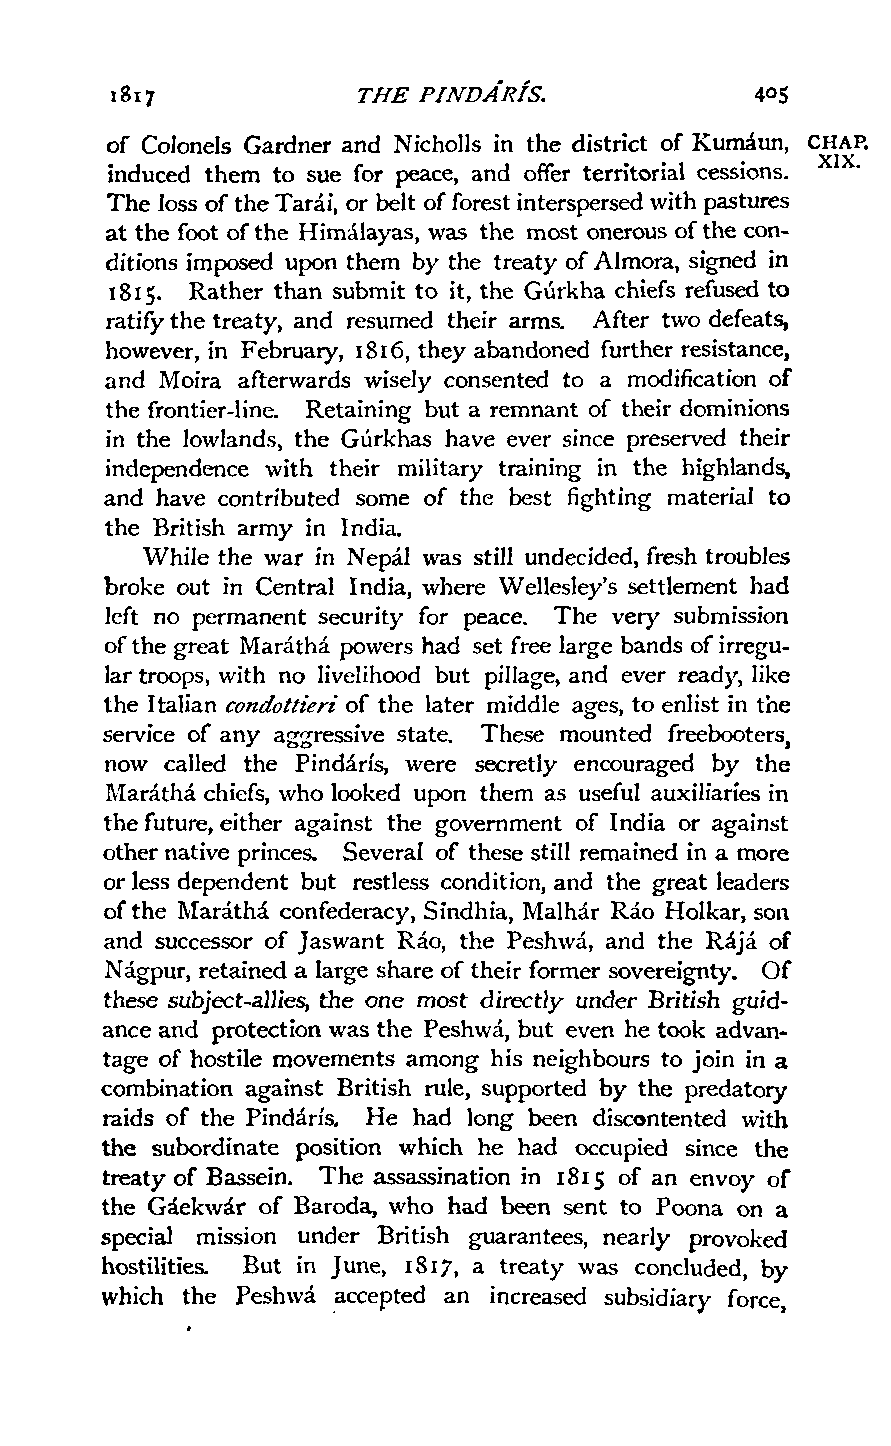 1817 THE PINDÁRÍS. 405
of Colonels Gardner and Nicholls in the district of Kumáun, CHAP.
induced them to sue for peace, and offer territorial cessions. XIX.
The loss of the Tarái, or belt of forest interspersed with pastures
at the foot of the Himálayas, was the most onerous of the con-
ditions imposed upon them by the treaty of Almora, signed in
1815. Rather than submit to it, the Gúrkha chiefs refused to
ratify the treaty, and resumed their arms. After two defeats,
however, in February, 1816, they abandoned further resistance,
and Moira afterwards wisely consented to a modification of
the frontier-line. Retaining but a remnant of their dominions
in the lowlands, the Gúrkhas have ever since preserved their
independence with their military training in the highlands,
and have contributed some of the best fighting material to
the British army in India.
While the war in Nepál was still undecided, fresh troubles
broke out in Central India, where Wellesley's settlement had
left no permanent security for peace. The very submission
of the great Maráthá powers had set free large bands of irregu-
lar troops, with no livelihood but pillage, and ever ready, like
the Italian condottieri of the later middle ages, to enlist in the
service of any aggressive state. These mounted freebooters,
now called the Pindárís, were secretly encouraged by the
Maráthá chiefs, who looked upon them as useful auxiliaries in
the future, either against the government of India or against
other native princes. Several of these still remained in a more
or less dependent but restless condition, and the great leaders
of the Maráthá confederacy, Sindhia, Malhár Ráo Holkar, son
and successor of Jaswant Ráo, the Peshwá, and the Rájá of
Nágpur, retained a large share of their former sovereignty. Of
these subject-allies, the one most directly under British guid-
ance and protection was the Peshwá, but even he took advan-
tage of hostile movements among his neighbours to join in a
combination against British rule, supported by the predatory
raids of the Pindárís. He had long been discontented with
the subordinate position which he had occupied since the
treaty of Bassein. The assassination in 1815 of an envoy of
the Gáekwár of Baroda, who had been sent to Poona on a
special mission under British guarantees, nearly provoked
hostilities. But in June, 1817, a treaty was concluded, by
which the Peshwá accepted an increased subsidiary force,